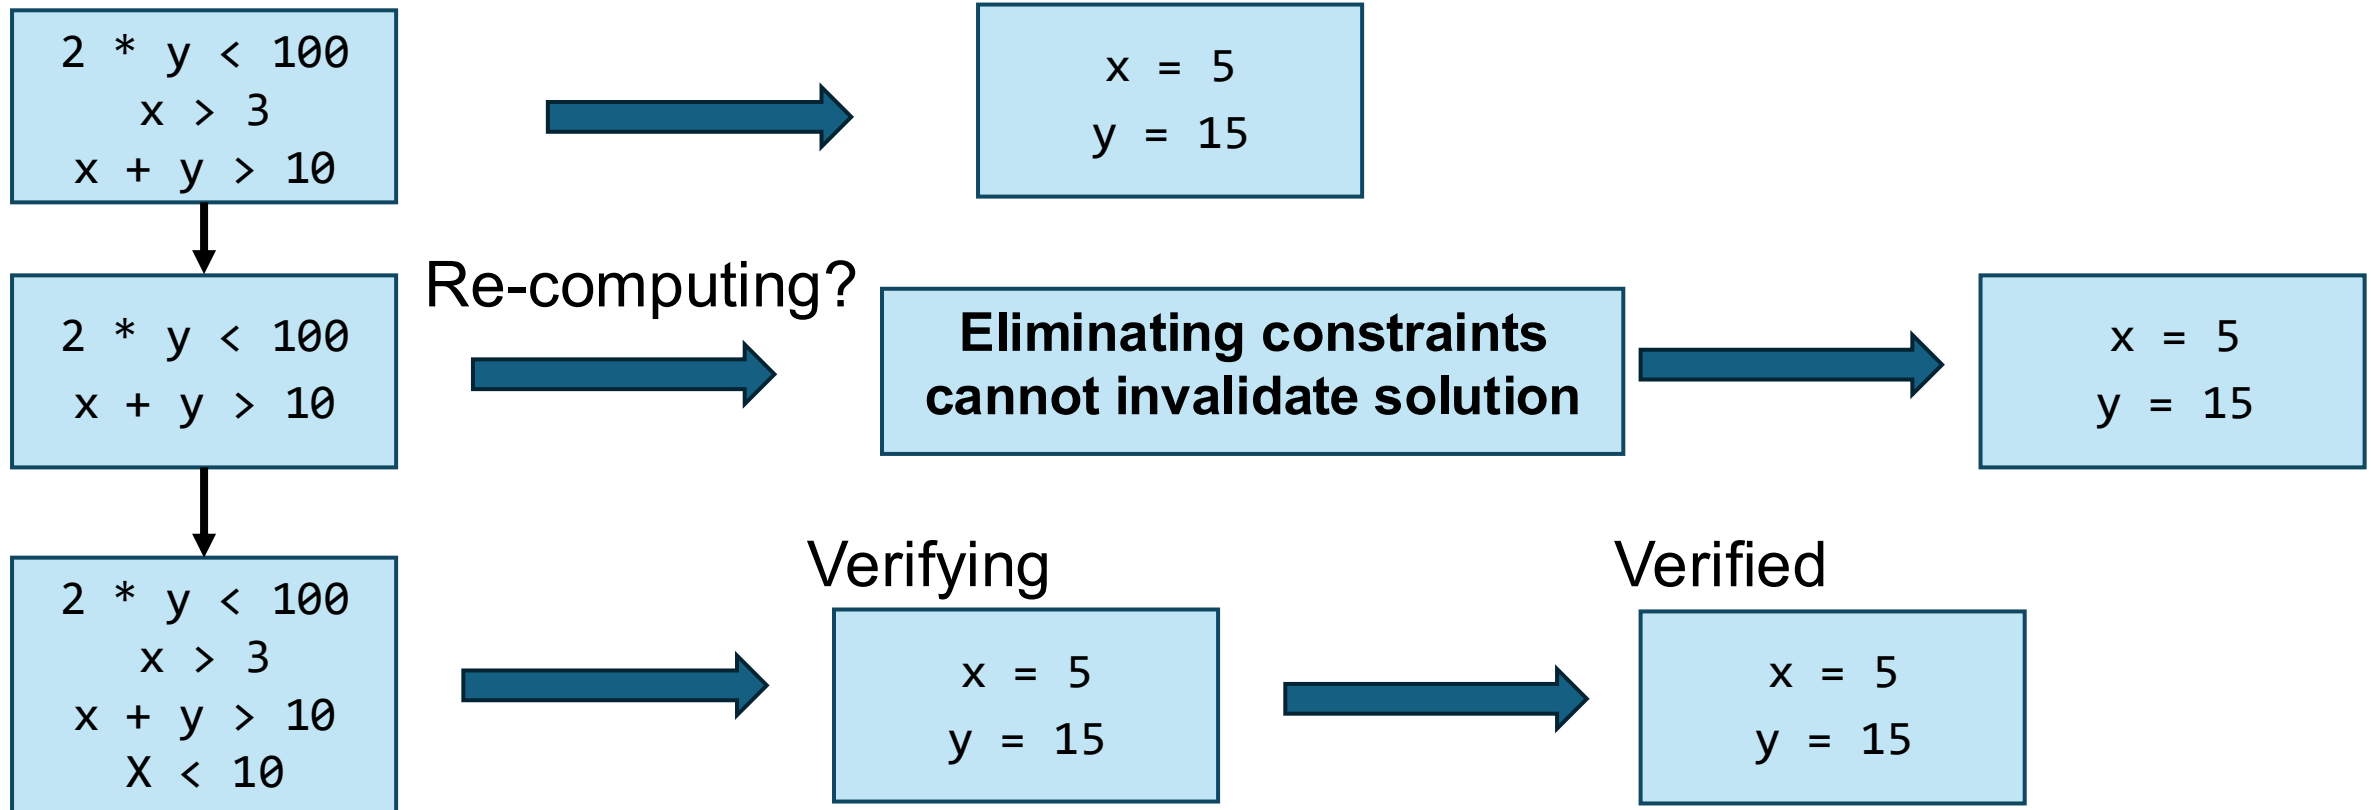 2 * y < 100
x > 3
x + y > 10
x = 5
y = 15
2 * y < 100
x + y > 10
Re-computing?
Eliminating constraints
cannot invalidate solution
x = 5
y = 15
2 * y < 100
x > 3
x + y > 10
X < 10
Verifying
x = 5
y = 15
Verified
x = 5
y = 15